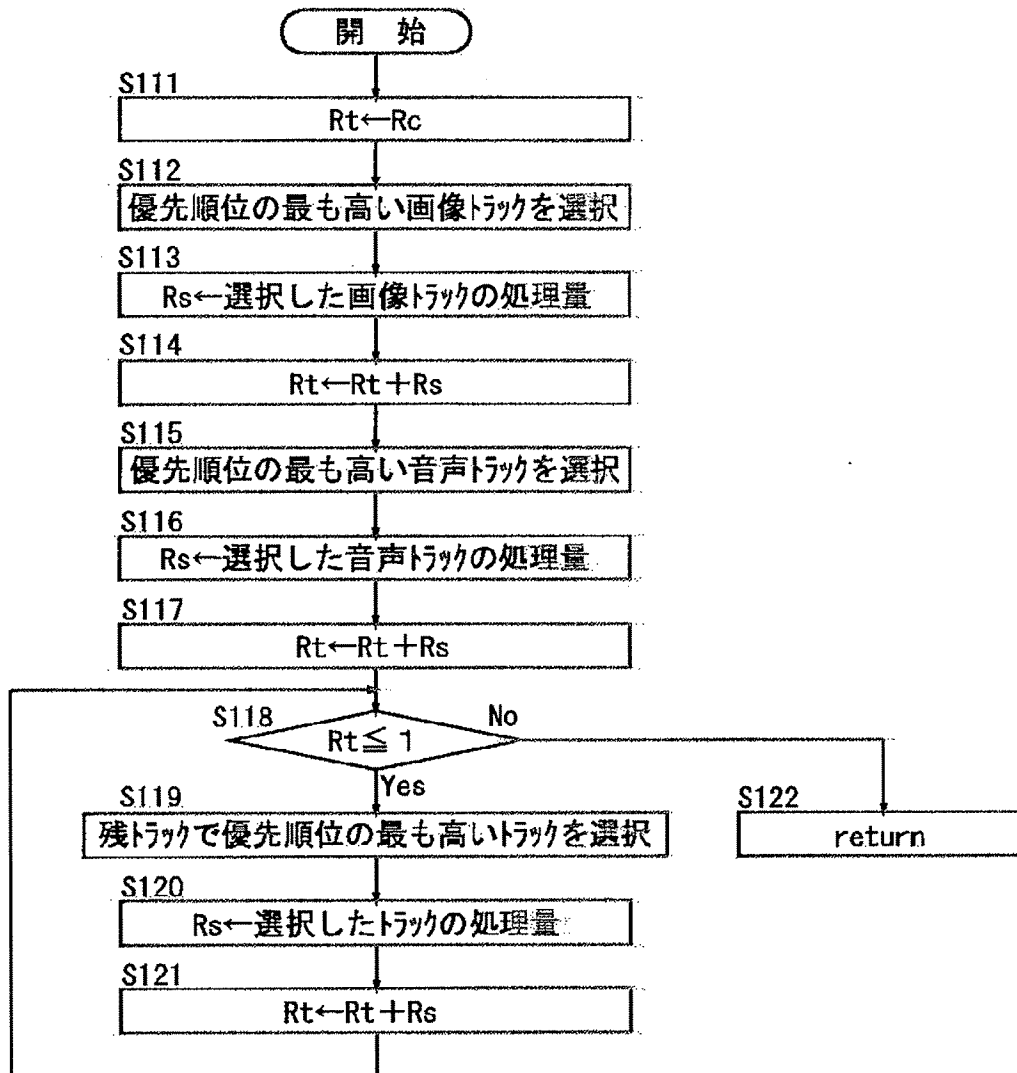 開 始
S111
Rt←Rc
S112
優先順位の最も高い画像ﾄﾗｯｸを選択
S113
Rs←選択した画像ﾄﾗｯｸの処理量
S114
Rt←Rt+Rs
S115
優先順位の最も高い音声ﾄﾗｯｸを選択
S116
Rs←選択した音声ﾄﾗｯｸの処理量
S117
Rt←Rt+Rs
S118
Rt≦1
No
Yes
S119
残ﾄﾗｯｸで優先順位の最も高いﾄﾗｯｸを選択
S122
return
S120
Rs←選択したﾄﾗｯｸの処理量
S121
Rt←Rt+Rs